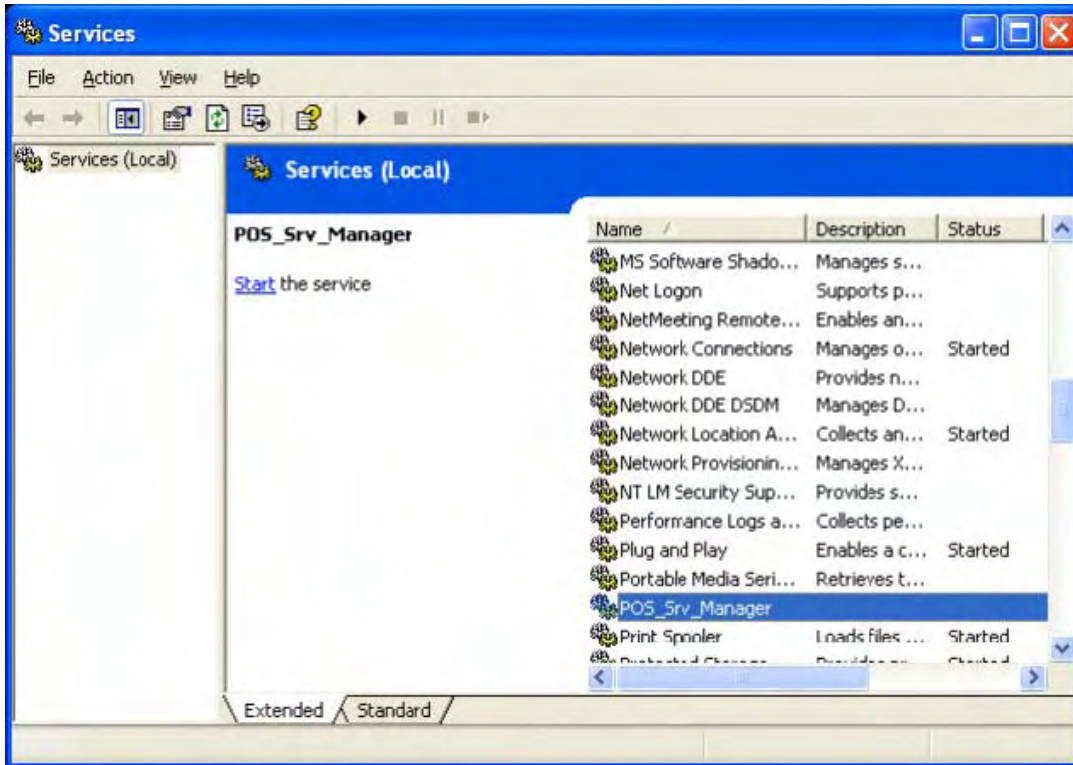 Services
File Action View Help
Services (Local)
Services (Local)
POS_Srv_Manager
Start the service
Name Description Status
MS Software Shado... Manages s...
Net Logon Supports p...
NetMeeting Remote... Enables an...
Network Connections Manages o... Started
Network DDE Provides n...
Network DDE DSDM Manages D...
Network Location A... Collects an... Started
Network Provisionin... Manages X...
NT LM Security Sup... Provides s...
Performance Logs a... Collects pe...
Plug and Play Enables a c... Started
Portable Media Seri... Retrieves t...
POS_Srv_Manager
Print Spooler Loads files ... Started
Extended Standard